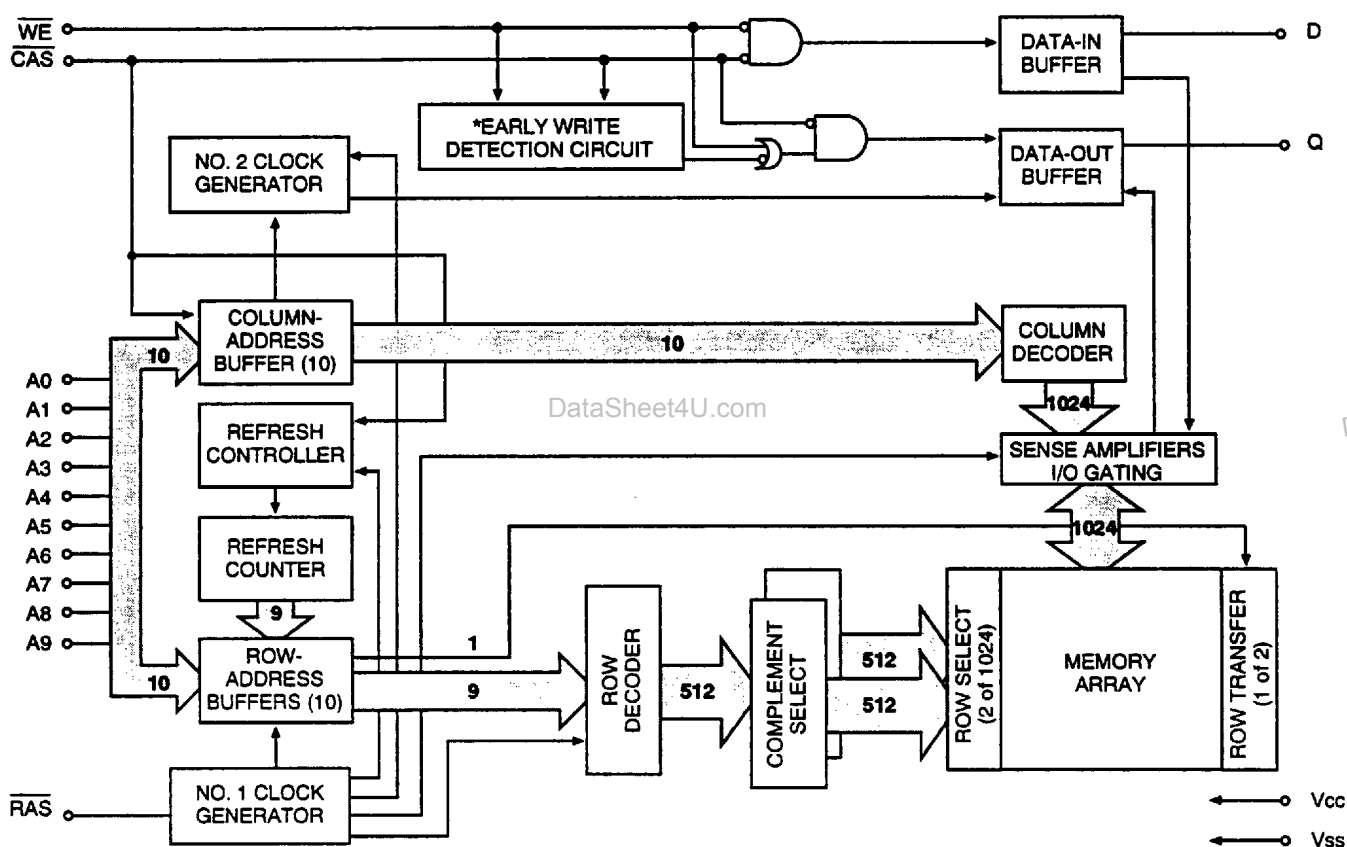 WE
CAS
D
DATA-IN
BUFFER
*EARLY WRITE
DETECTION CIRCUIT
NO. 2 CLOCK
GENERATOR
DATA-OUT
BUFFER
Q
COLUMN-
ADDRESS
BUFFER (10)
10
10
COLUMN
DECODER
1024
DataSheet4U.com
A0
A1
A2
A3
A4
A5
A6
A7
A8
A9
REFRESH
CONTROLLER
SENSE AMPLIFIERS
I/O GATING
1024
REFRESH
COUNTER
9
ROW-
ADDRESS
BUFFERS (10)
10
1
9
ROW
DECODER
512
COMPLEMENT
SELECT
512
512
ROW SELECT
(2 of 1024)
MEMORY
ARRAY
ROW TRANSFER
(1 of 2)
RAS
NO. 1 CLOCK
GENERATOR
Vcc
Vss